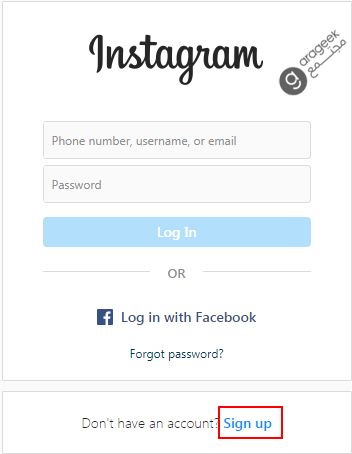 Instagram
arageek
مجتمع
Phone number, username, or email
Password
Log In
OR
Log in with Facebook
Forgot password?
Don't have an account? Sign up